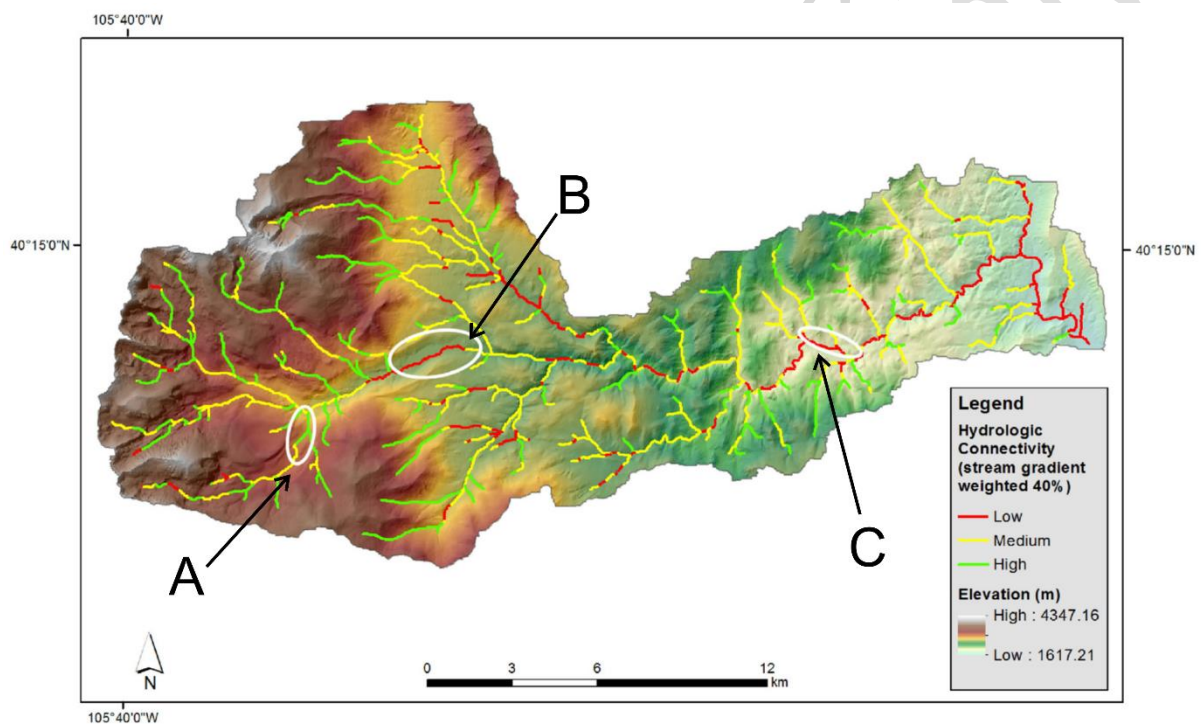 105°40'0"W
40°15'0"N
40°15'0"N
B
A
C
Legend
Hydrologic
Connectivity
(stream gradient
weighted 40%)
Low
Medium
High
Elevation (m)
High : 4347.16
Low : 1617.21
N
0 3 6 12
km
105°40'0"W